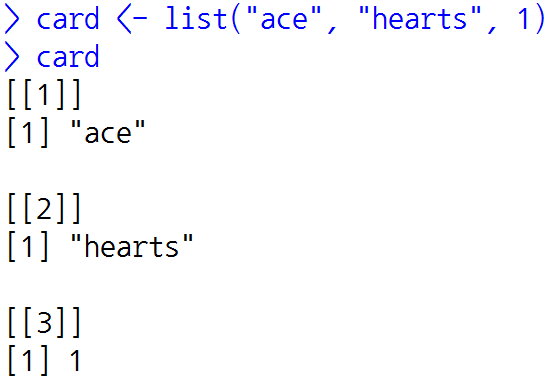 > card <- list("ace", "hearts", 1)
> card
[[1]]
[1] "ace"
[[2]]
[1] "hearts"
[[3]]
[1] 1